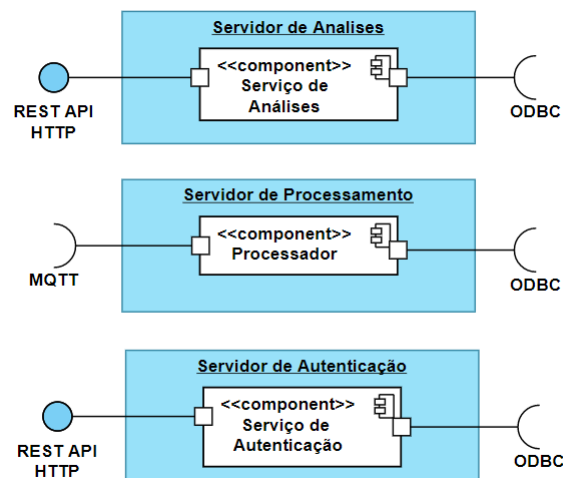 Servidor de Analises
<<component>>
Serviço de
Análises
REST API
HTTP
ODBC
Servidor de Processamento
<<component>>
Processador
MQTT
ODBC
Servidor de Autenticação
<<component>>
Serviço de
Autenticação
REST API
HTTP
ODBC